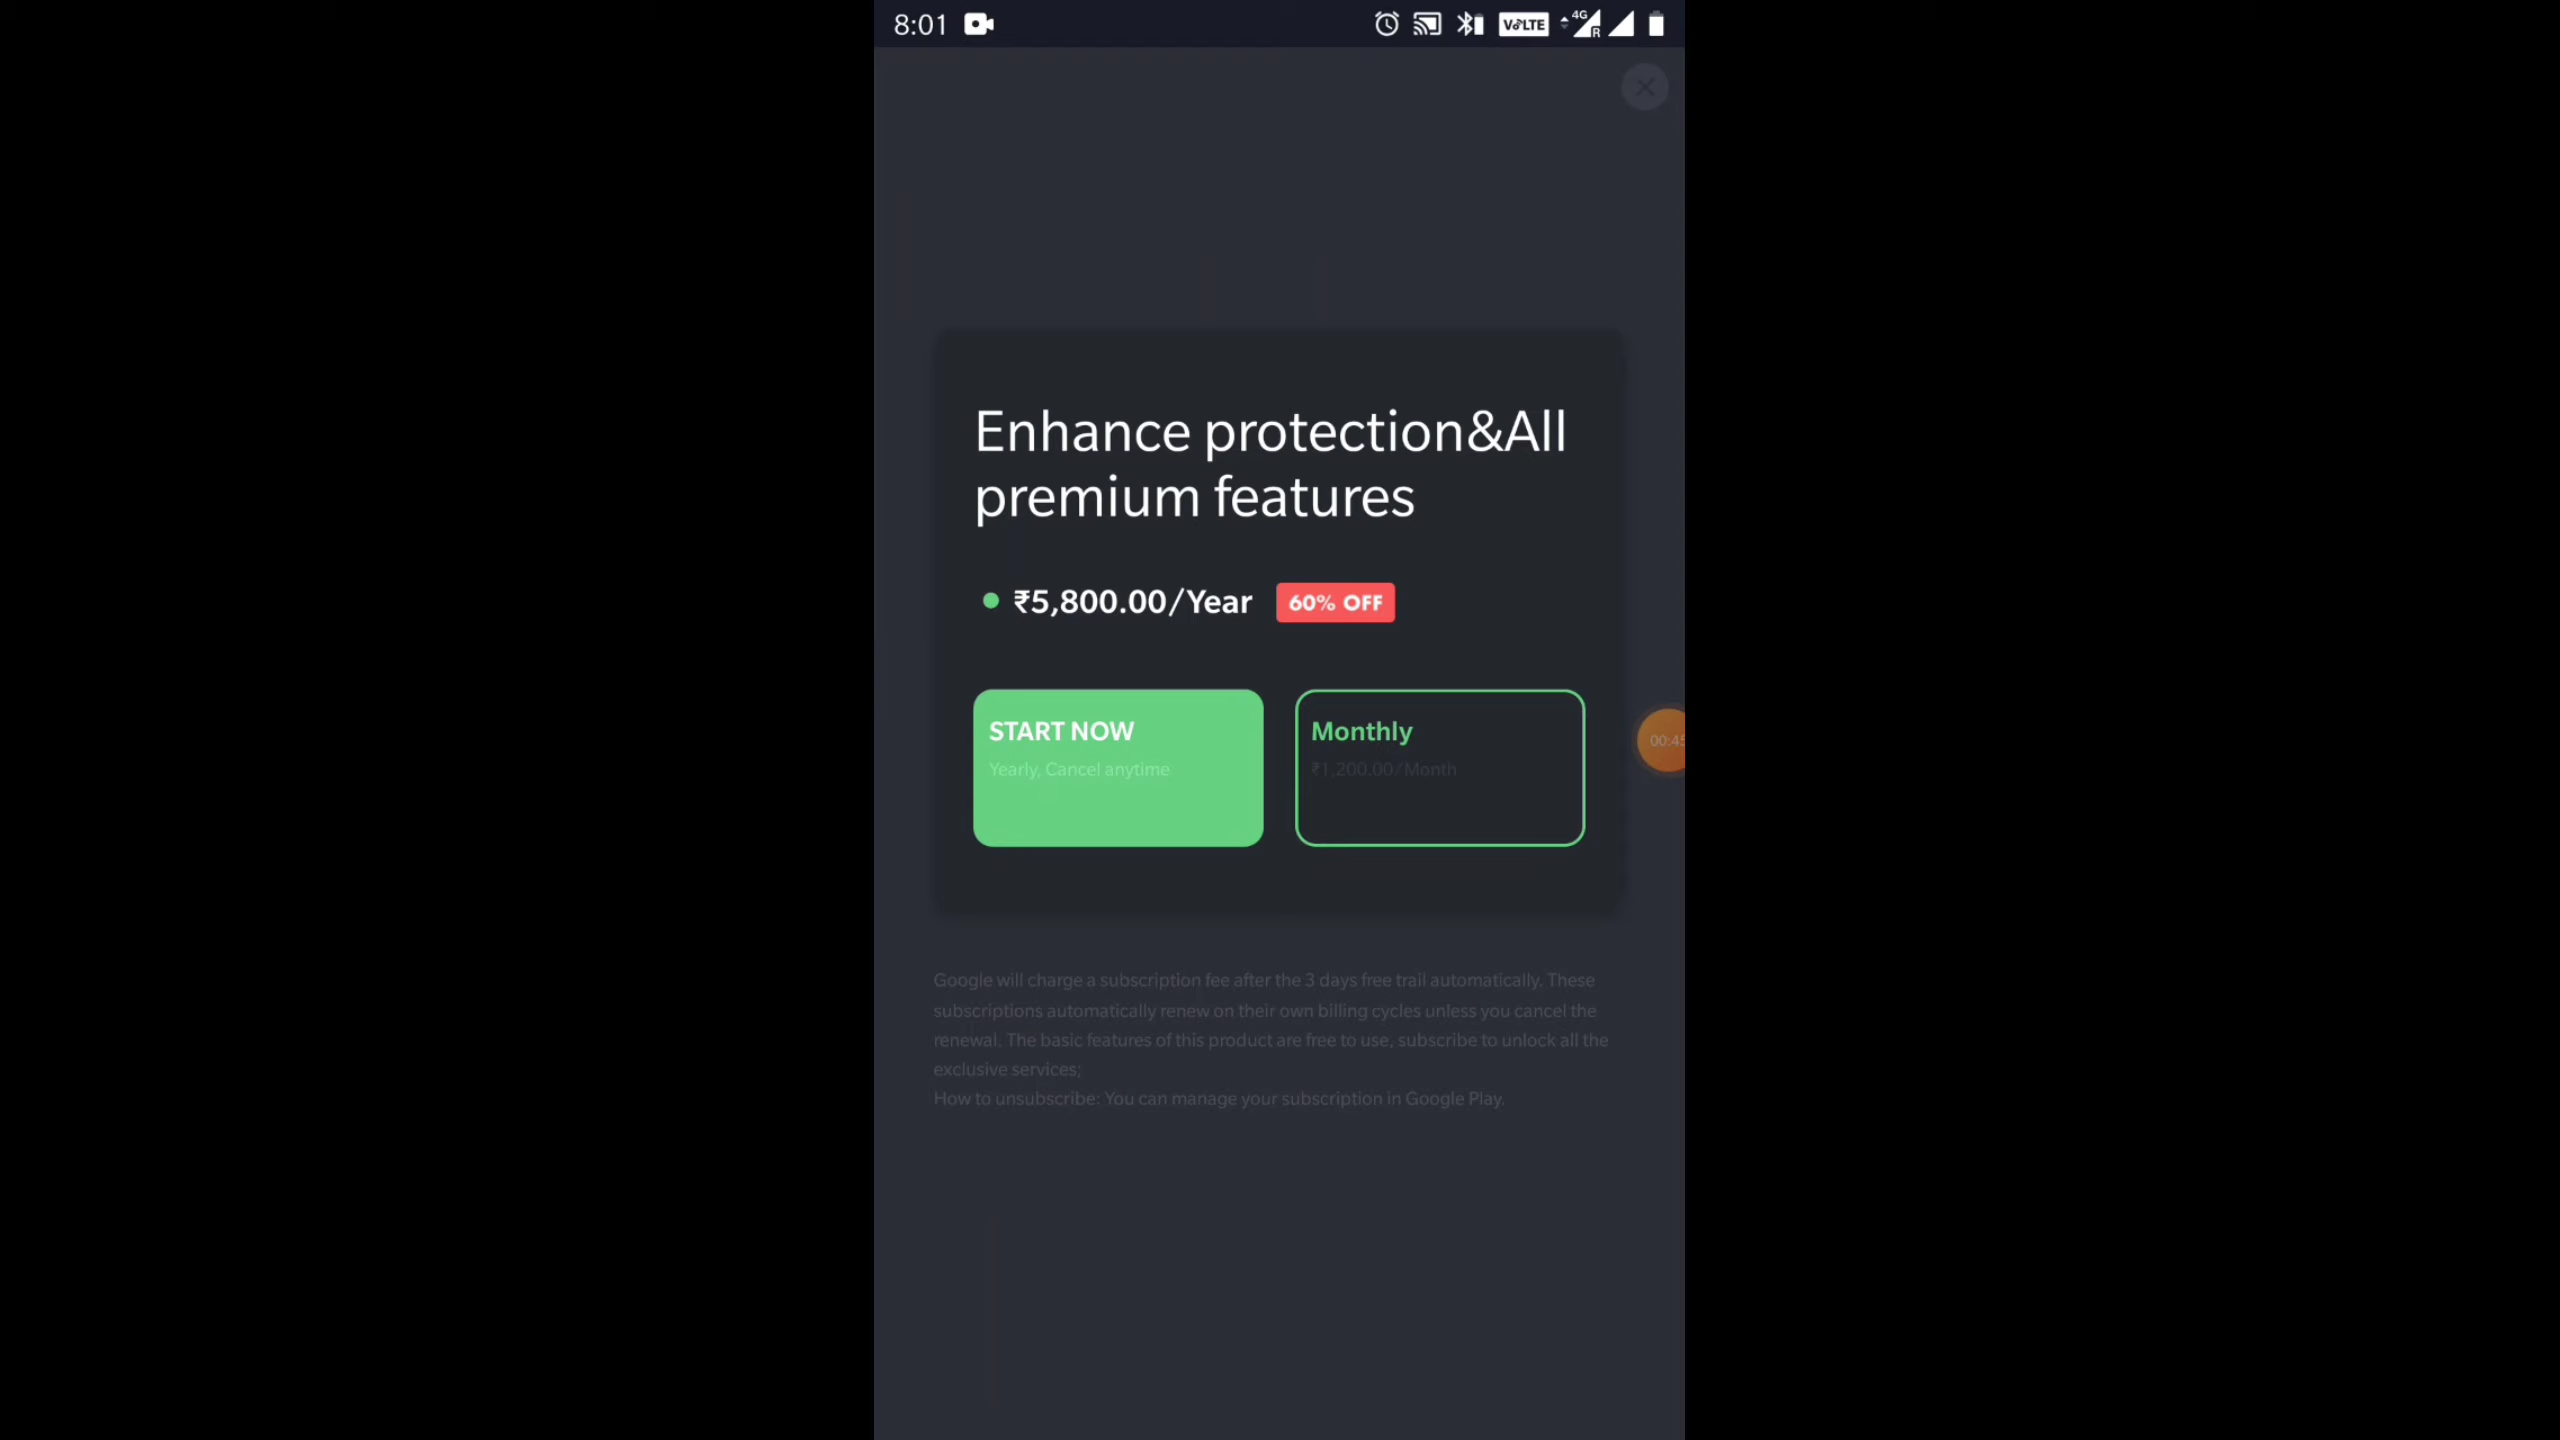 8:01
VoLTE
4G
R
Enhance protection&All
premium features
₹5,800.00/Year
60% OFF
START NOW
Monthly
Yearly, Cancel anytime
₹1,200.00/Month
00:45
Google will charge a subscription fee after the 3 days free trail automatically. These
subscriptions automatically renew on their own billing cycles unless you cancel the
renewal. The basic features of this product are free to use, subscribe to unlock all the
exclusive services;
How to unsubscribe: You can manage your subscription in Google Play.